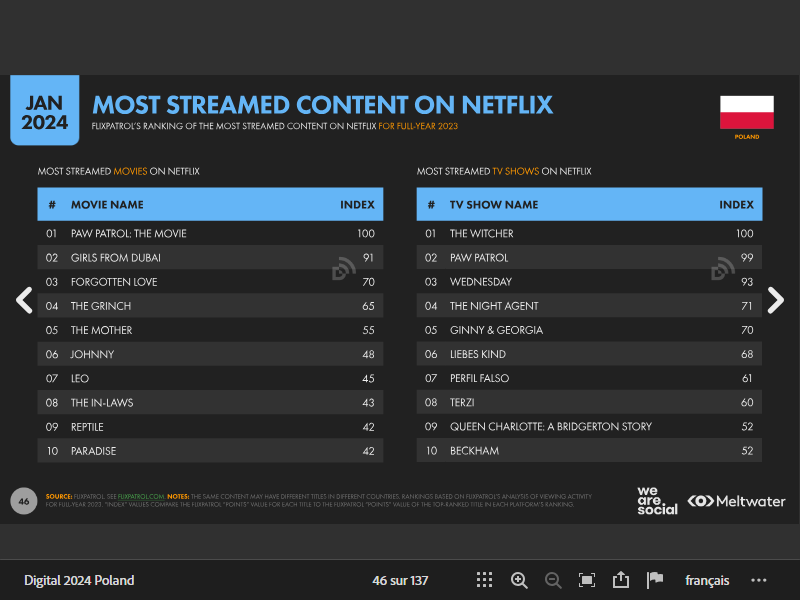 JAN
2024
MOST STREAMED CONTENT ON NETFLIX
FLIXPATROL'S RANKING OF THE MOST STREAMED CONTENT ON NETFLIX FOR FULL-YEAR 2023
POLAND
MOST STREAMED MOVIES ON NETFLIX
# MOVIE NAME INDEX
01 PAW PATROL: THE MOVIE 100
02 GIRLS FROM DUBAI 91
03 FORGOTTEN LOVE 70
04 THE GRINCH 65
05 THE MOTHER 55
06 JOHNNY 48
07 LEO 45
08 THE IN-LAWS 43
09 REPTILE 42
10 PARADISE 42
MOST STREAMED TV SHOWS ON NETFLIX
# TV SHOW NAME INDEX
01 THE WITCHER 100
02 PAW PATROL 99
03 WEDNESDAY 93
04 THE NIGHT AGENT 71
05 GINNY & GEORGIA 70
06 LIEBES KIND 68
07 PERFIL FALSO 61
08 TERZI 60
09 QUEEN CHARLOTTE: A BRIDGERTON STORY 52
10 BECKHAM 52
46
SOURCE: FLIXPATROL. SEE FLIXPATROL.COM. NOTES: THE SAME CONTENT MAY HAVE DIFFERENT TITLES IN DIFFERENT COUNTRIES. RANKINGS BASED ON FLIXPATROL'S ANALYSIS OF VIEWING ACTIVITY
FOR FULL-YEAR 2023. "INDEX" VALUES COMPARE THE FLIXPATROL "POINTS" VALUE FOR EACH TITLE TO THE FLIXPATROL "POINTS" VALUE OF THE TOP-RANKED TITLE IN EACH PLATFORM'S RANKING.
we
are.
social
Meltwater
Digital 2024 Poland
46 sur 137
français